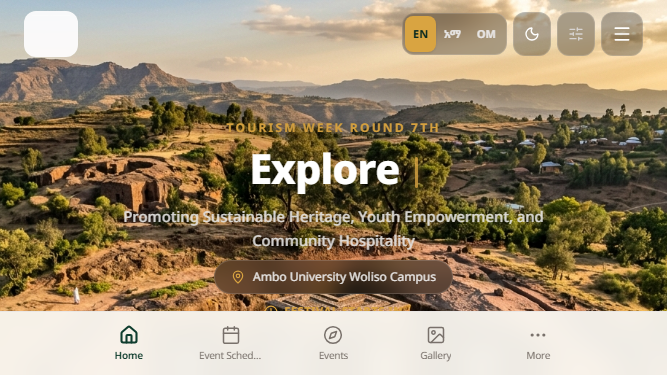 EN አማ OM
TOURISM WEEK ROUND 7TH
Explore
Promoting Sustainable Heritage, Youth Empowerment, and
Community Hospitality
Ambo University Woliso Campus
Home
Event Sched...
Events
Gallery
More